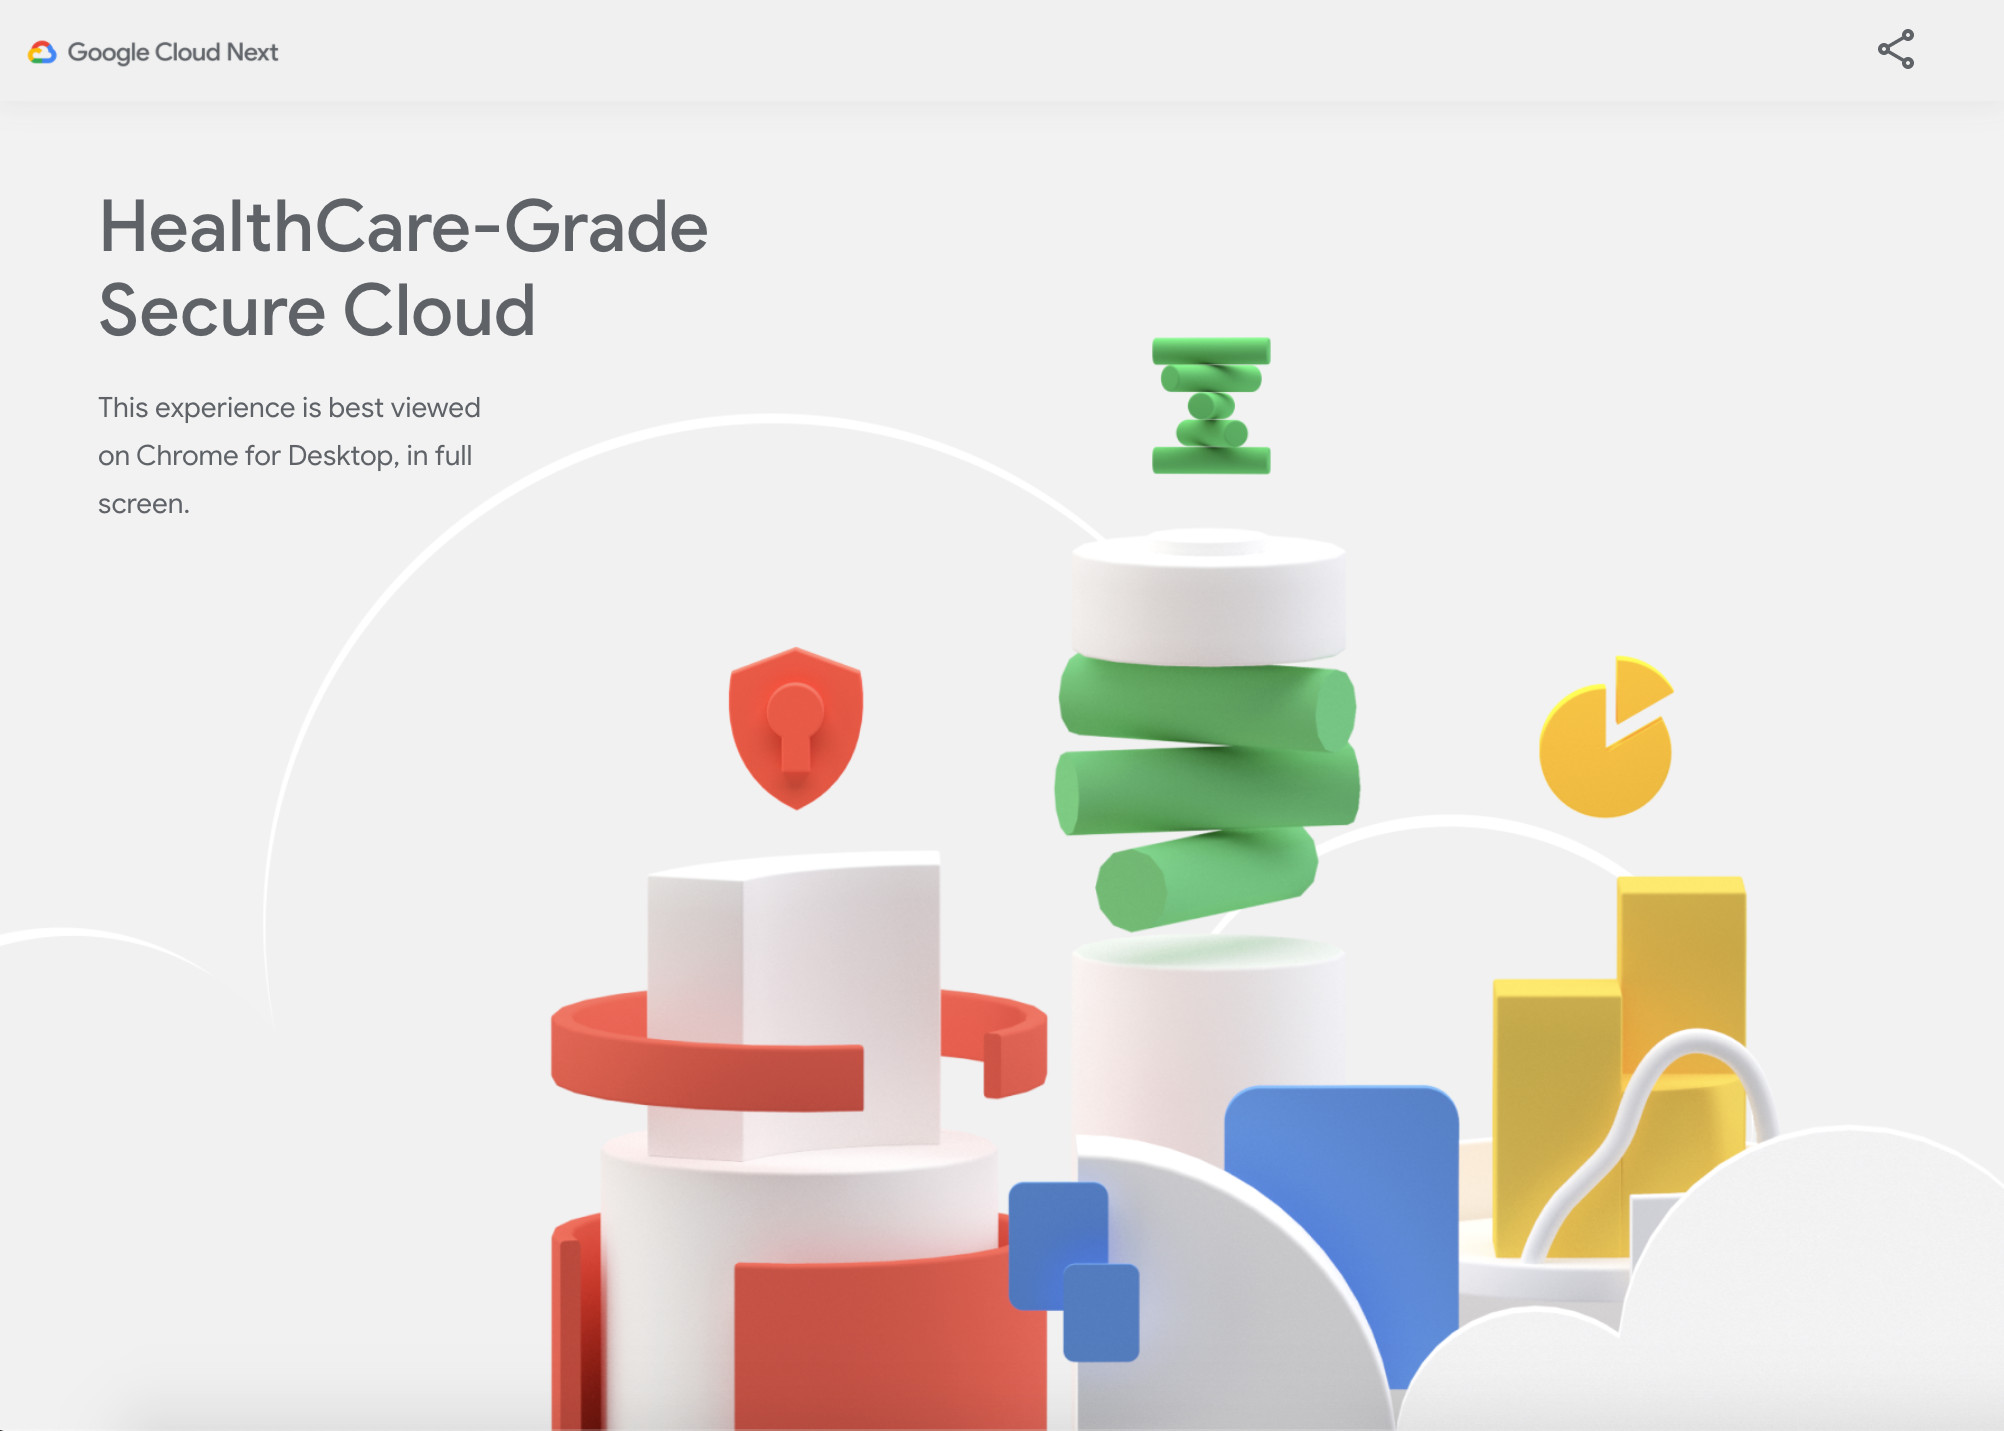 Google Cloud Next
HealthCare-Grade
Secure Cloud
This experience is best viewed
on Chrome for Desktop, in full
screen.